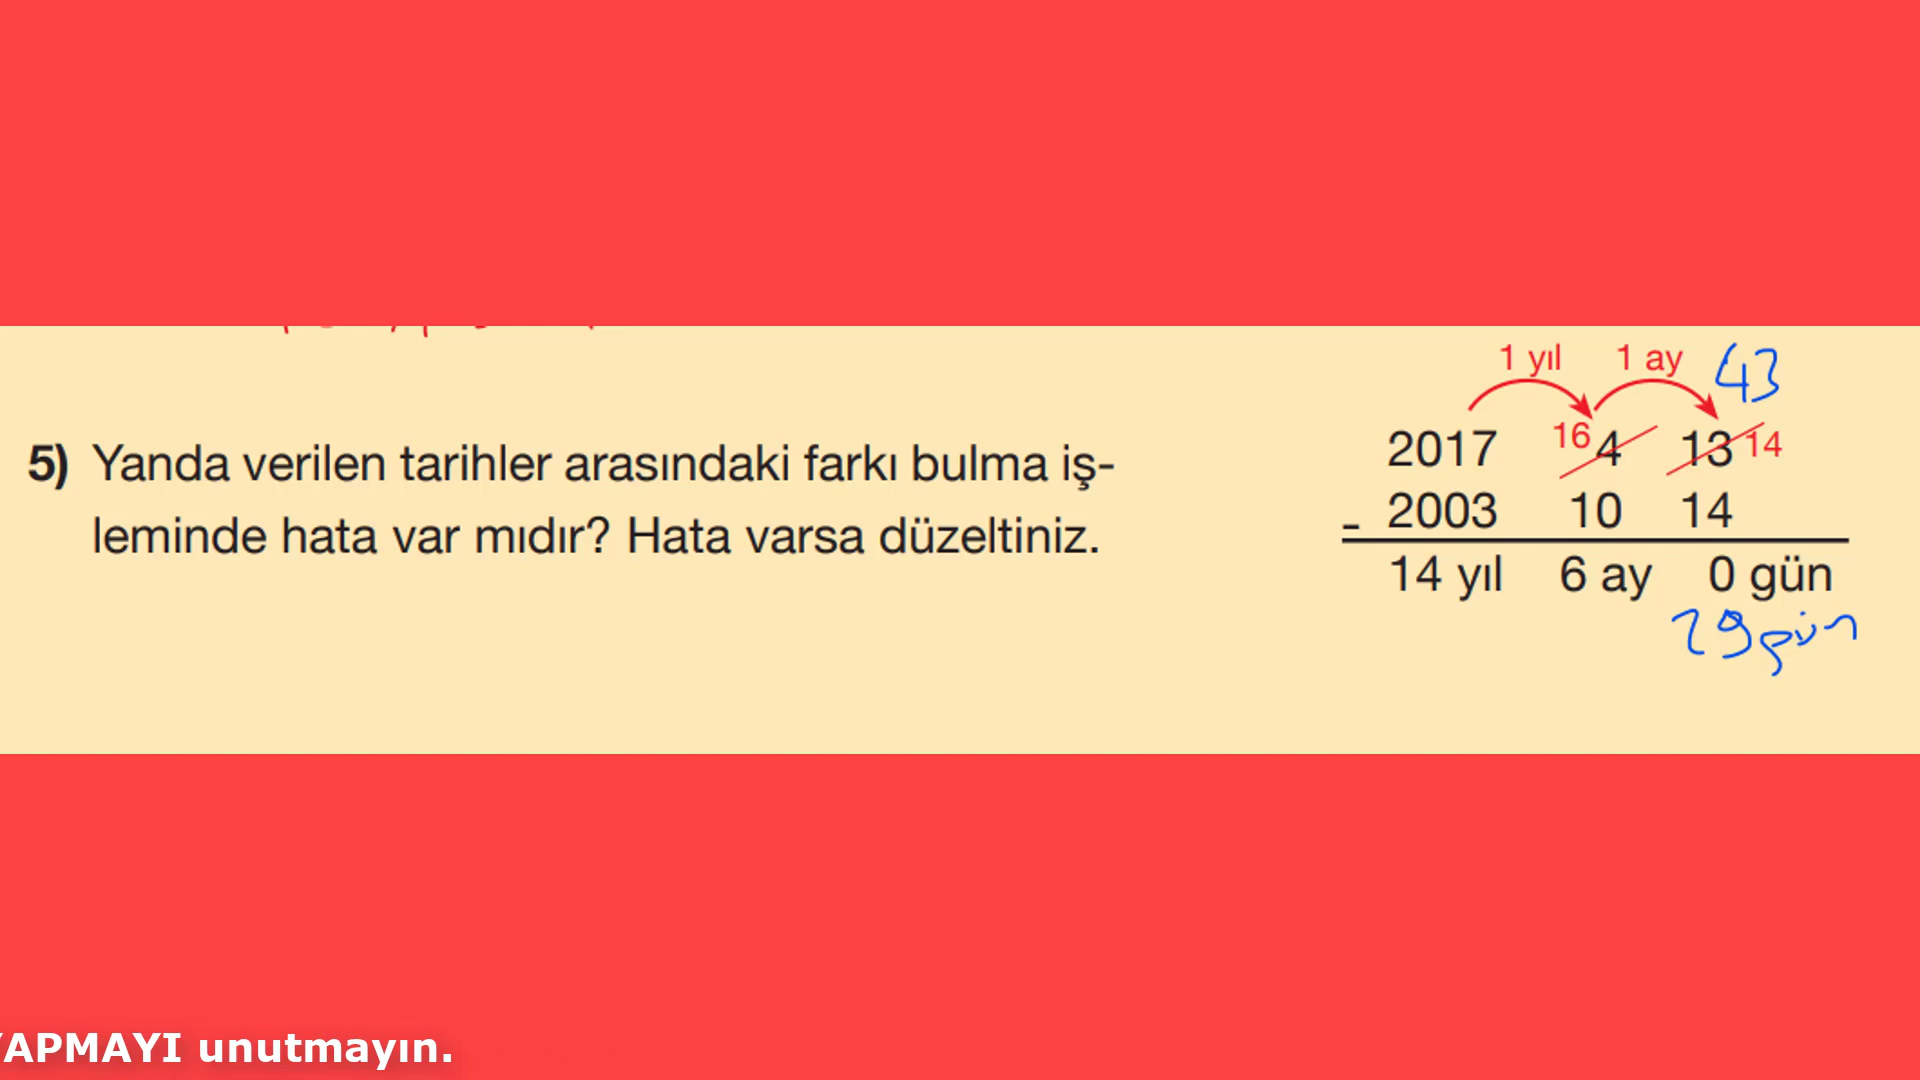 5) Yanda verilen tarihler arasındaki farkı bulma iş-
leminde hata var mıdır? Hata varsa düzeltiniz.
1 yıl 1 ay 43
2017 16 4 13 14
- 2003 10 14
14 yıl 6 ay 0 gün
29 gün
YAPMAYI unutmayın.